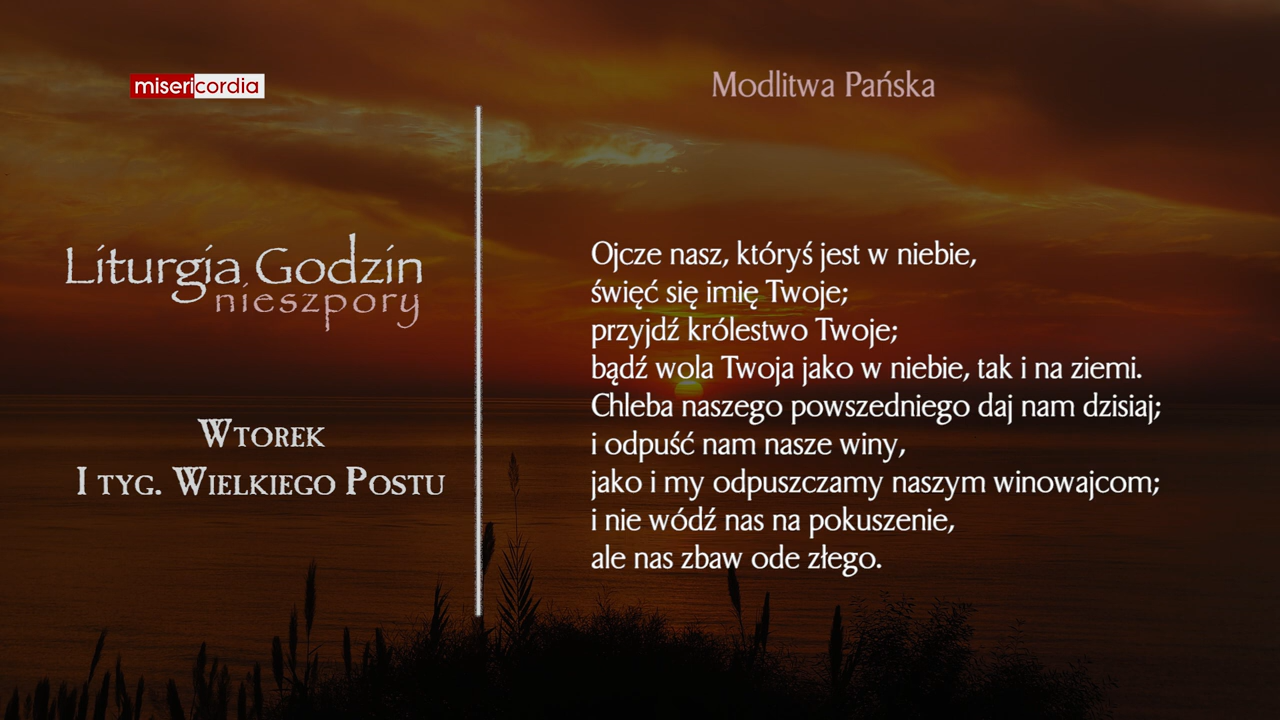 misericordia
Liturgia Godzin
nieszpory
Wtorek
I tyg. Wielkiego Postu
Modlitwa Pańska
Ojcze nasz, któryś jest w niebie,
święć się imię Twoje;
przyjdź królestwo Twoje;
bądź wola Twoja jako w niebie, tak i na ziemi.
Chleba naszego powszedniego daj nam dzisiaj;
i odpuść nam nasze winy,
jako i my odpuszczamy naszym winowajcom;
i nie wódź nas na pokuszenie,
ale nas zbaw ode złego.